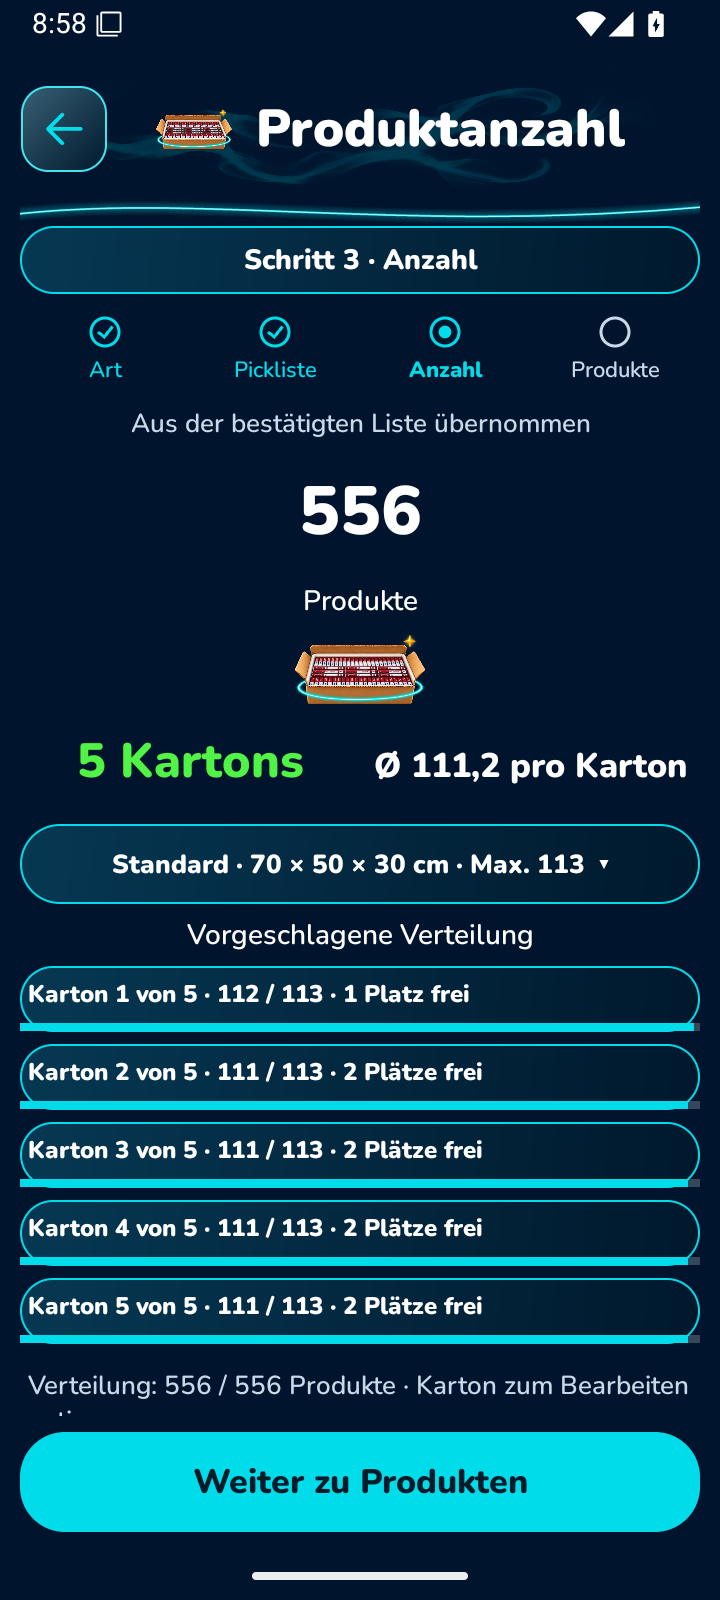 8:58
Produktanzahl
Schritt 3 · Anzahl
Art
Pickliste
Anzahl
Produkte
Aus der bestätigten Liste übernommen
556
Produkte
5 Kartons
Ø 111,2 pro Karton
Standard · 70 × 50 × 30 cm · Max. 113 ▼
Vorgeschlagene Verteilung
Karton 1 von 5 · 112 / 113 · 1 Platz frei
Karton 2 von 5 · 111 / 113 · 2 Plätze frei
Karton 3 von 5 · 111 / 113 · 2 Plätze frei
Karton 4 von 5 · 111 / 113 · 2 Plätze frei
Karton 5 von 5 · 111 / 113 · 2 Plätze frei
Verteilung: 556 / 556 Produkte · Karton zum Bearbeiten
Weiter zu Produkten